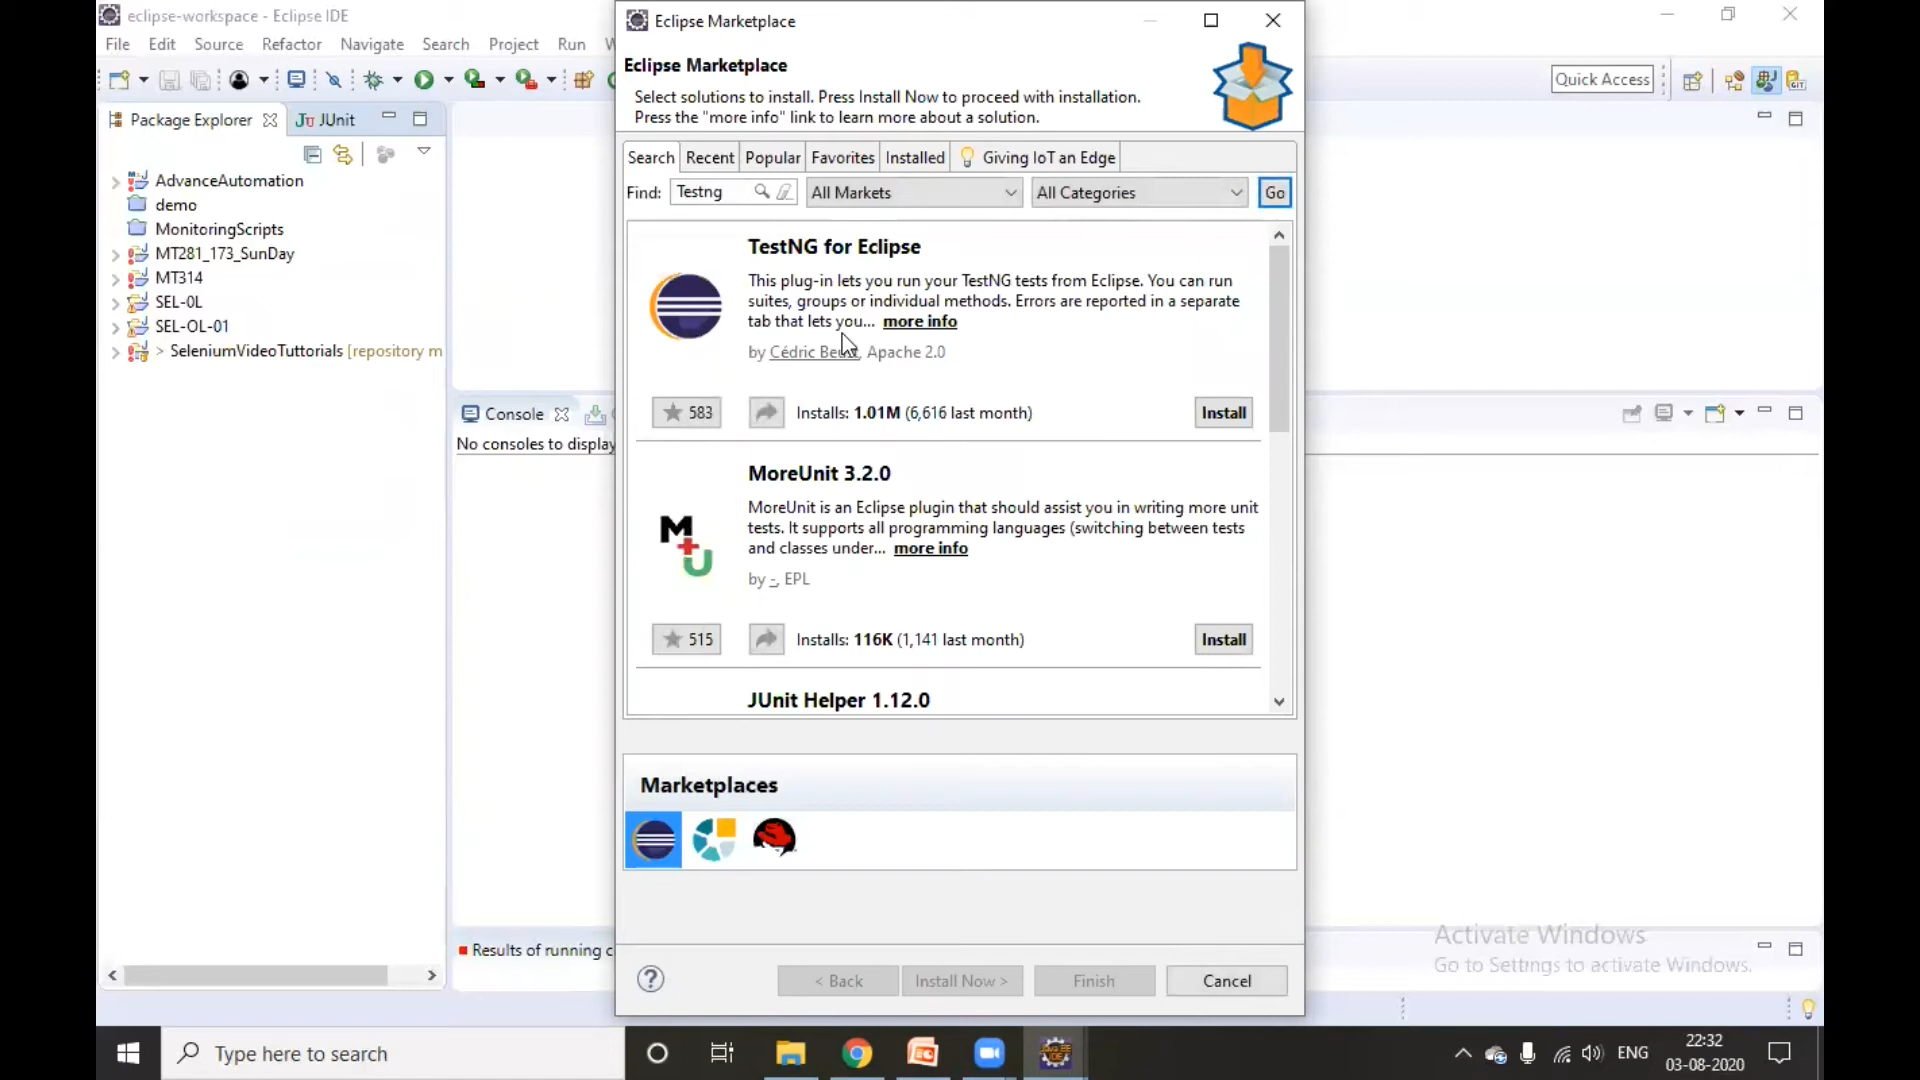 eclipse-workspace - Eclipse IDE
File Edit Source Refactor Navigate Search Project Run
Quick Access
Package Explorer
JUnit
AdvanceAutomation
demo
MonitoringScripts
MT281_173_SunDay
MT314
SEL-0L
SEL-OL-01
> SeleniumVideoTuttorials [repository m
Console
No consoles to display
Results of running c
Eclipse Marketplace
Eclipse Marketplace
Select solutions to install. Press Install Now to proceed with installation.
Press the "more info" link to learn more about a solution.
Search Recent Popular Favorites Installed Giving IoT an Edge
Find: Testng All Markets All Categories Go
TestNG for Eclipse
This plug-in lets you run your TestNG tests from Eclipse. You can run
suites, groups or individual methods. Errors are reported in a separate
tab that lets you... more info
by Cédric , Apache 2.0
583 Installs: 1.01M (6,616 last month) Install
MoreUnit 3.2.0
MoreUnit is an Eclipse plugin that should assist you in writing more unit
tests. It supports all programming languages (switching between tests
and classes under... more info
by -, EPL
515 Installs: 116K (1,141 last month) Install
JUnit Helper 1.12.0
Marketplaces
< Back Install Now > Finish Cancel
Activate Windows
Go to Settings to activate Windows.
Type here to search
ENG
22:32
03-08-2020